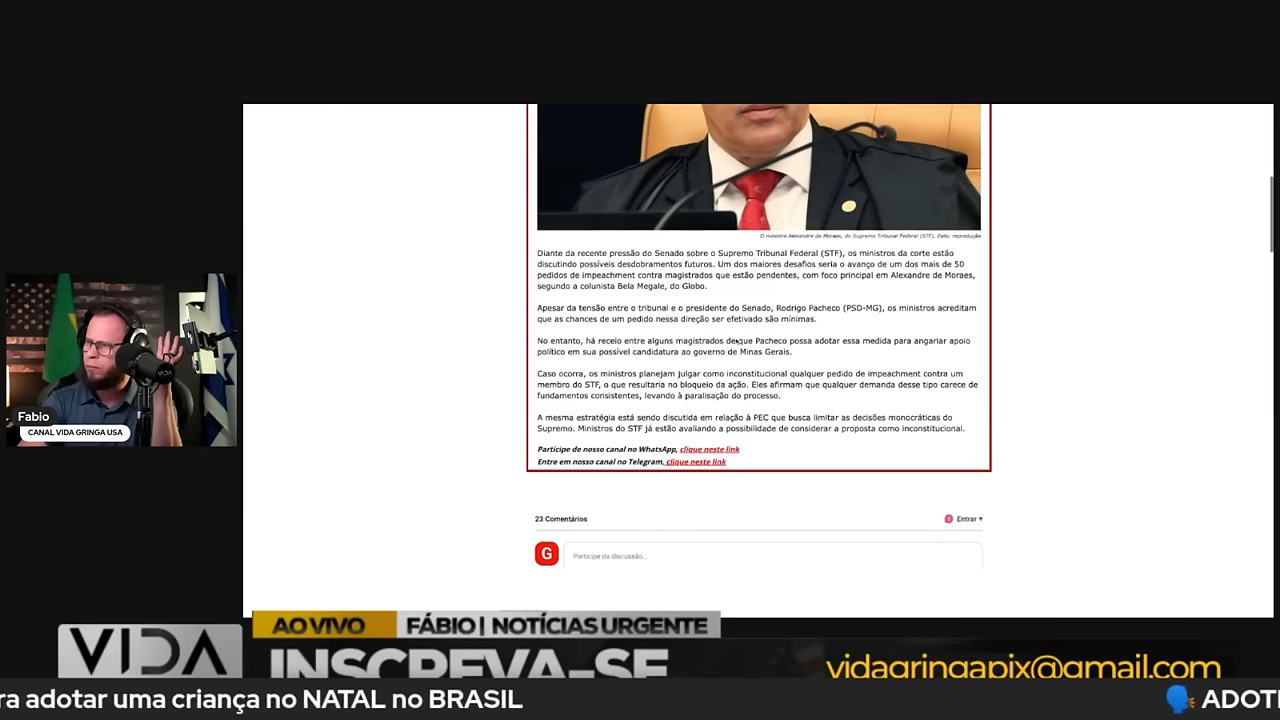 O ministro Alexandre de Moraes, do Supremo Tribunal Federal (STF). Foto: reprodução
Diante da recente pressão do Senado sobre o Supremo Tribunal Federal (STF), os ministros da corte estão
discutindo possíveis desdobramentos futuros. Um dos maiores desafios seria o avanço de um dos mais de 50
pedidos de impeachment contra magistrados que estão pendentes, com foco principal em Alexandre de Moraes,
segundo a colunista Bela Megale, do Globo.
Apesar da tensão entre o tribunal e o presidente do Senado, Rodrigo Pacheco (PSD-MG), os ministros acreditam
que as chances de um pedido nessa direção ser efetivado são mínimas.
No entanto, há receio entre alguns magistrados de que Pacheco possa adotar essa medida para angariar apoio
político em sua possível candidatura ao governo de Minas Gerais.
Caso ocorra, os ministros planejam julgar como inconstitucional qualquer pedido de impeachment contra um
membro do STF, o que resultaria no bloqueio da ação. Eles afirmam que qualquer demanda desse tipo carece de
fundamentos consistentes, levando à paralisação do processo.
A mesma estratégia está sendo discutida em relação à PEC que busca limitar as decisões monocráticas do
Supremo. Ministros do STF já estão avaliando a possibilidade de considerar a proposta como inconstitucional.
Participe de nosso canal no WhatsApp, clique neste link
Entre em nosso canal no Telegram, clique neste link
23 Comentários
1 Entrar
G Participe da discussão...
VIDA
Fabio
CANAL VIDA GRINGA USA
AO VIVO FÁBIO | NOTÍCIAS URGENTE
VIDA
INSCREVA-SE
vidagringapix@gmail.com
ra adotar uma criança no NATAL no BRASIL
ADOT